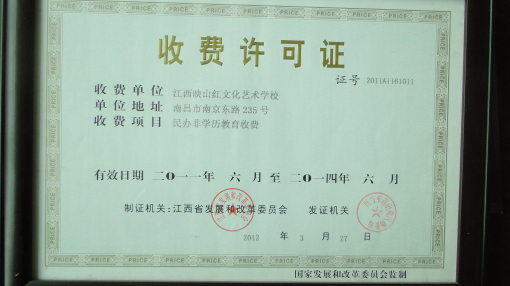 收费许可证
证号 2011A1161011
收费单位 江西映山红文化艺术学校
单位地址 南昌市南京东路235号
收费项目 民办非学历教育收费
有效日期 二〇一一年 六 月至 二〇一四年 六 月
制证机关:江西省发展和改革委员会 发证机关
2012 年 3 月 27 日
国家发展和改革委员会监制